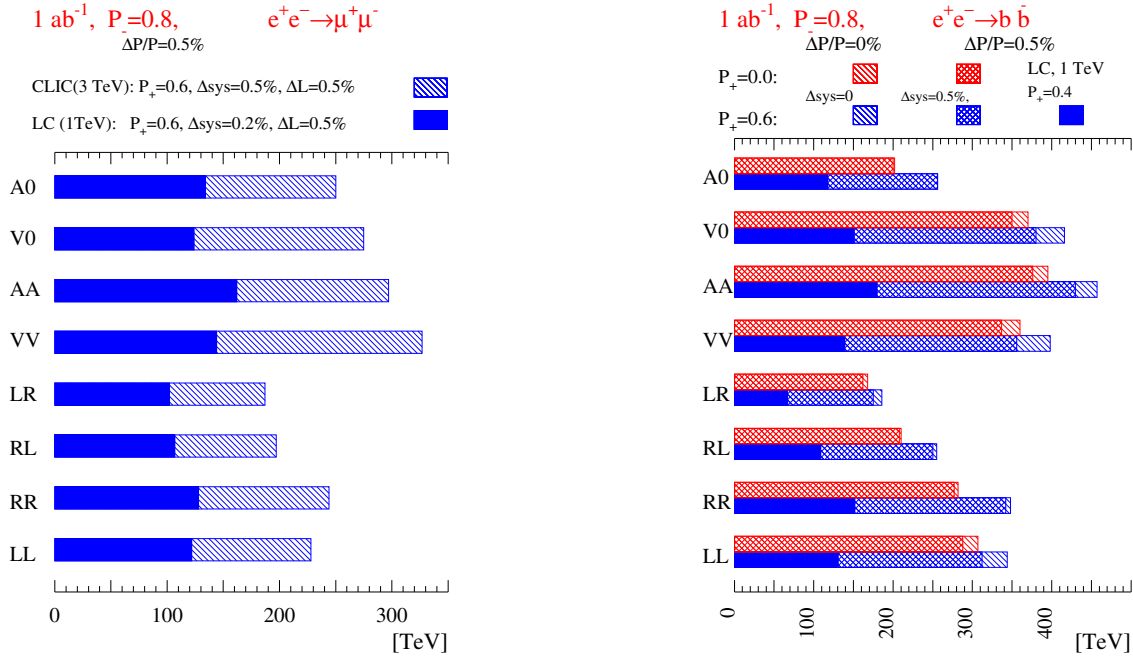 1 ab⁻¹, P₋=0.8, e⁺e⁻→μ⁺μ⁻
ΔP/P=0.5%
CLIC(3 TeV): P₊=0.6, Δsys=0.5%, ΔL=0.5%
LC (1TeV): P₊=0.6, Δsys=0.2%, ΔL=0.5%
A0
V0
AA
VV
LR
RL
RR
LL
0 100 200 300
[TeV]
1 ab⁻¹, P₋=0.8, e⁺e⁻→b b̄
ΔP/P=0% ΔP/P=0.5%
P₊=0.0: LC, 1 TeV
Δsys=0 Δsys=0.5%, P₊=0.4
P₊=0.6:
A0
V0
AA
VV
LR
RL
RR
LL
0 100 200 300 400
[TeV]